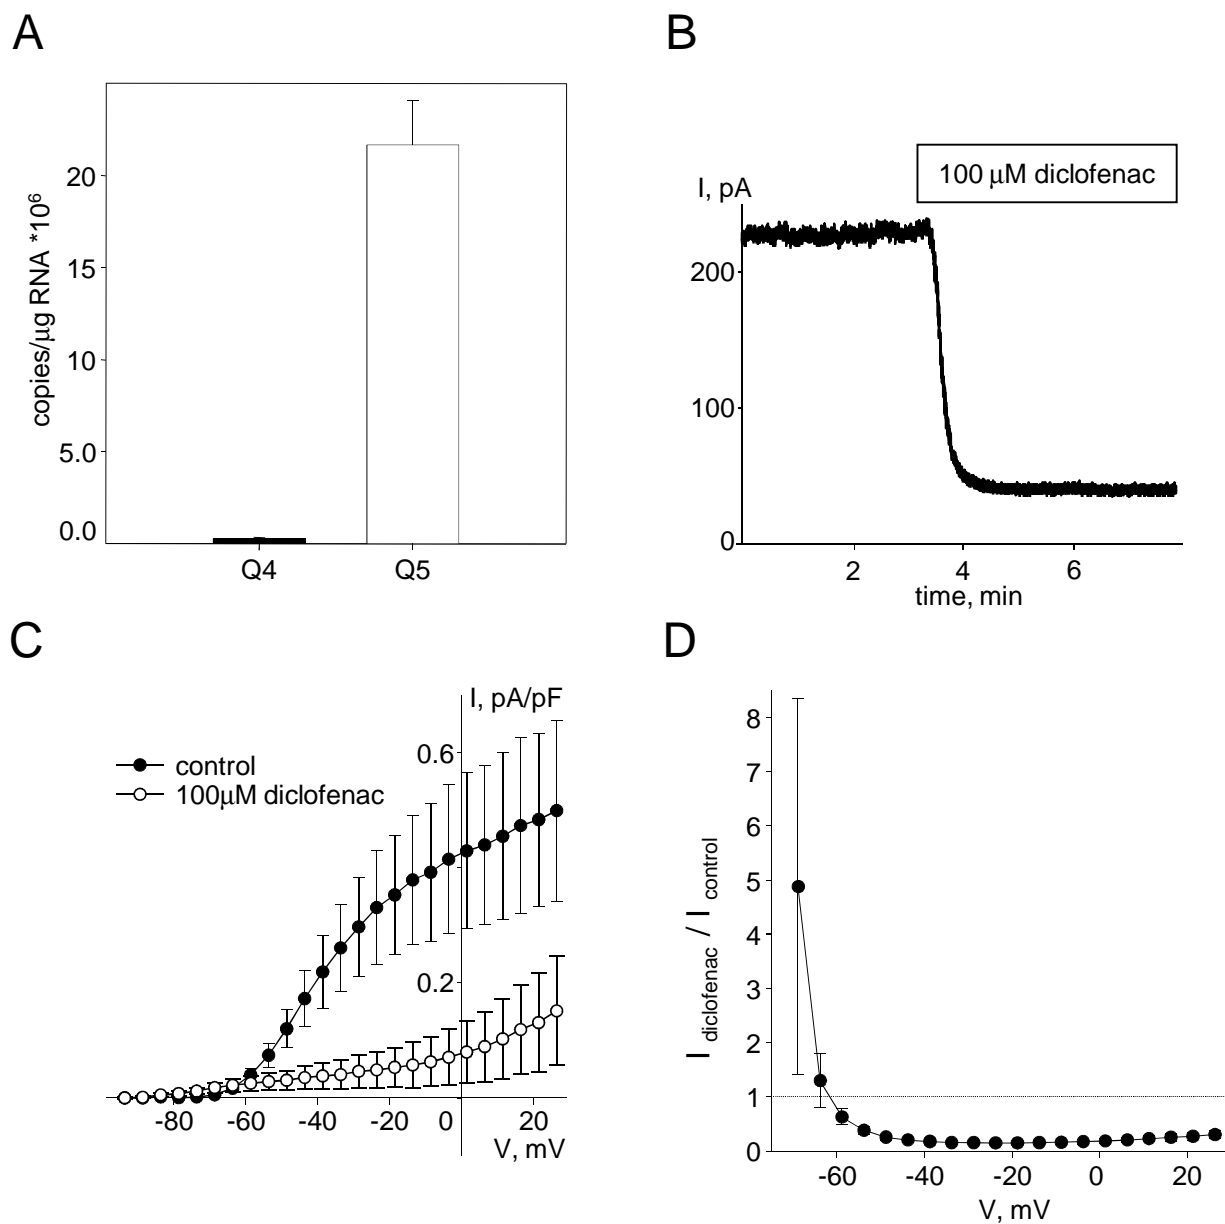 A
copies/μg RNA *10⁶
20
15
10
5.0
0.0
Q4
Q5
B
I, pA
100 μM diclofenac
200
100
0
2
4
6
time, min
C
I, pA/pF
control
100μM diclofenac
0.6
0.2
-80
-60
-40
-20
0
20
V, mV
D
I diclofenac / I control
8
7
6
5
4
3
2
1
0
-60
-40
-20
0
20
V, mV